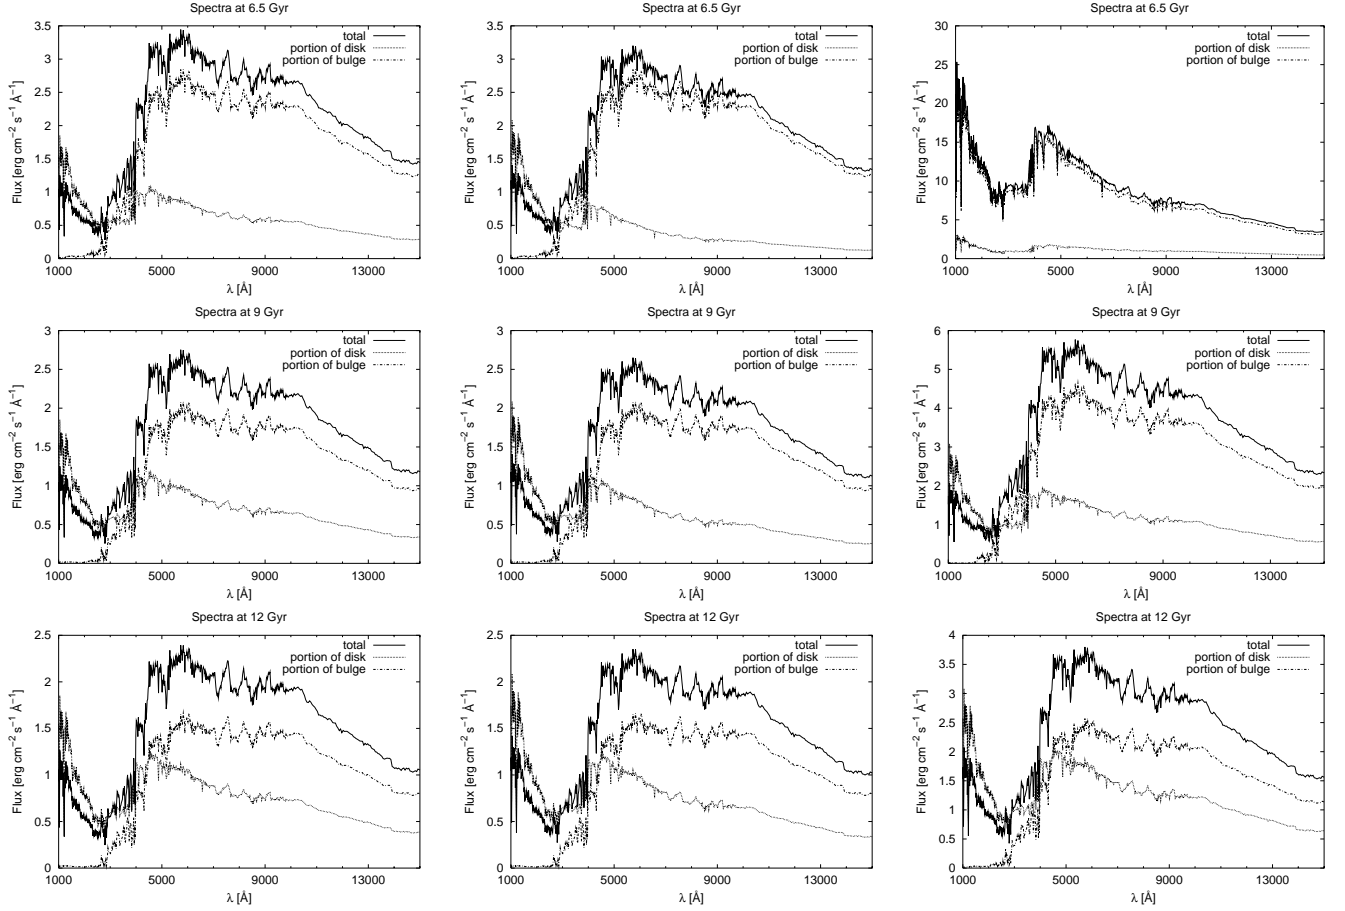 Spectra at 6.5 Gyr
3.5
3
2.5
2
1.5
1
0.5
0
Flux [erg cm⁻² s⁻¹ Å⁻¹]
total
portion of disk
portion of bulge
1000 5000 9000 13000
λ [Å]
Spectra at 6.5 Gyr
3.5
3
2.5
2
1.5
1
0.5
0
Flux [erg cm⁻² s⁻¹ Å⁻¹]
total
portion of disk
portion of bulge
1000 5000 9000 13000
λ [Å]
Spectra at 6.5 Gyr
30
25
20
15
10
5
0
Flux [erg cm⁻² s⁻¹ Å⁻¹]
total
portion of disk
portion of bulge
1000 5000 9000 13000
λ [Å]
Spectra at 9 Gyr
3
2.5
2
1.5
1
0.5
0
Flux [erg cm⁻² s⁻¹ Å⁻¹]
total
portion of disk
portion of bulge
1000 5000 9000 13000
λ [Å]
Spectra at 9 Gyr
3
2.5
2
1.5
1
0.5
0
Flux [erg cm⁻² s⁻¹ Å⁻¹]
total
portion of disk
portion of bulge
1000 5000 9000 13000
λ [Å]
Spectra at 9 Gyr
6
5
4
3
2
1
0
Flux [erg cm⁻² s⁻¹ Å⁻¹]
total
portion of disk
portion of bulge
1000 5000 9000 13000
λ [Å]
Spectra at 12 Gyr
2.5
2
1.5
1
0.5
0
Flux [erg cm⁻² s⁻¹ Å⁻¹]
total
portion of disk
portion of bulge
1000 5000 9000 13000
λ [Å]
Spectra at 12 Gyr
2.5
2
1.5
1
0.5
0
Flux [erg cm⁻² s⁻¹ Å⁻¹]
total
portion of disk
portion of bulge
1000 5000 9000 13000
λ [Å]
Spectra at 12 Gyr
4
3.5
3
2.5
2
1.5
1
0.5
0
Flux [erg cm⁻² s⁻¹ Å⁻¹]
total
portion of disk
portion of bulge
1000 5000 9000 13000
λ [Å]